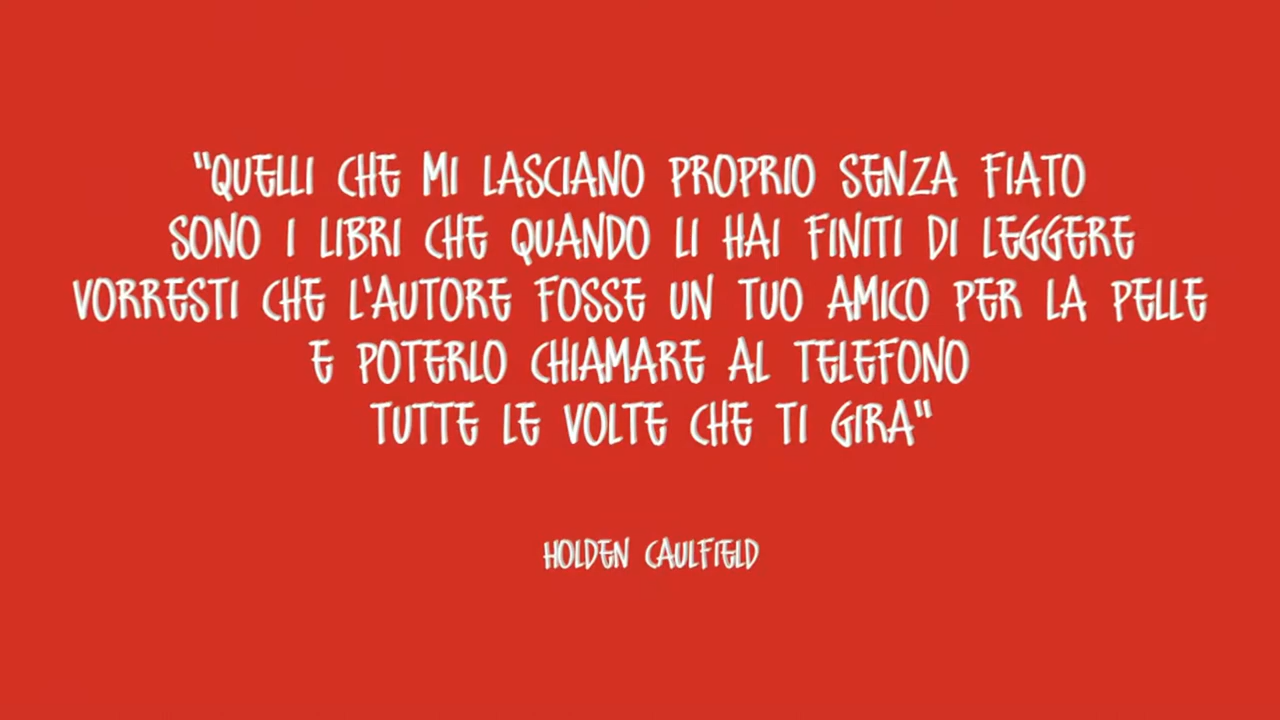 "QUELLI CHE MI LASCIANO PROPRIO SENZA FIATO
SONO I LIBRI CHE QUANDO LI HAI FINITI DI LEGGERE
VORRESTI CHE L'AUTORE FOSSE UN TUO AMICO PER LA PELLE
E POTERLO CHIAMARE AL TELEFONO
TUTTE LE VOLTE CHE TI GIRA"
HOLDEN CAULFIELD